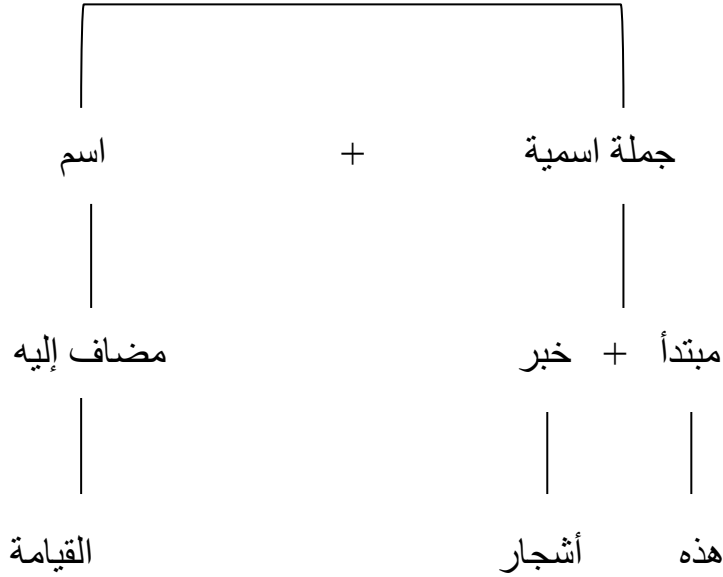 جملة اسمية + اسم
مبتدأ + خبر مضاف إليه
هذه أشجار القيامة